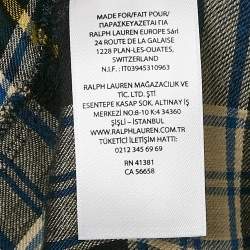 MADE FOR/FAIT POUR/
ΠΑΡΑΣΚΕΥΑΖΕΤΑΙ ΓΙΑ
RALPH LAUREN EUROPE Sárl
24 ROUTE DE LA GALAISE
1228 PLAN-LES-OUATES,
SWITZERLAND
N.I.F. : IT03945310963
RALPH LAUREN MAĞAZACILIK VE
TİC. LTD. ŞTİ
ESENTEPE KASAP SOK. ALTINAY İŞ
MERKEZİ NO.8-10 K:4 34360
ŞİŞLİ – İSTANBUL
WWW.RALPHLAUREN.COM.TR
TÜKETİCİ İLETİŞİM HATTI:
0212 345 69 69
RN 41381
CA 56658